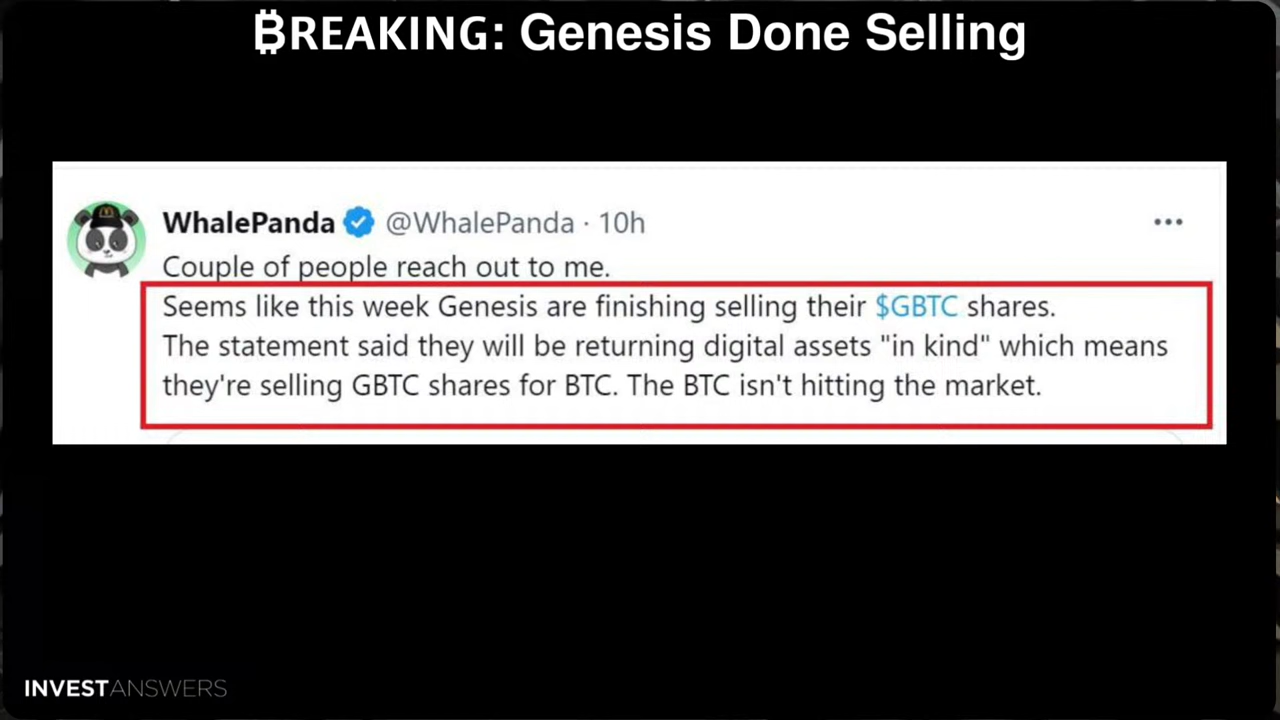 ₿REAKING: Genesis Done Selling
WhalePanda @WhalePanda · 10h
Couple of people reach out to me.
Seems like this week Genesis are finishing selling their $GBTC shares.
The statement said they will be returning digital assets "in kind" which means
they're selling GBTC shares for BTC. The BTC isn't hitting the market.
INVESTANSWERS